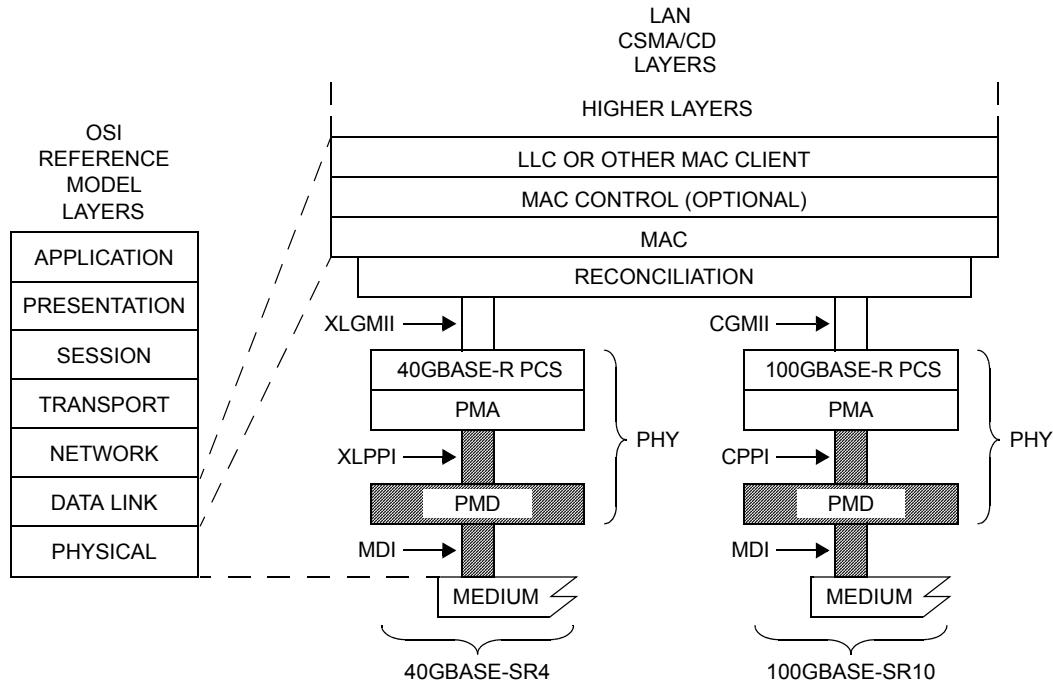 LAN
CSMA/CD
LAYERS
OSI
REFERENCE
MODEL
LAYERS
APPLICATION
PRESENTATION
SESSION
TRANSPORT
NETWORK
DATA LINK
PHYSICAL
HIGHER LAYERS
LLC OR OTHER MAC CLIENT
MAC CONTROL (OPTIONAL)
MAC
RECONCILIATION
XLGMII
40GBASE-R PCS
PMA
XLPPI
PMD
MDI
MEDIUM
PHY
40GBASE-SR4
CGMII
100GBASE-R PCS
PMA
CPPI
PMD
MDI
MEDIUM
PHY
100GBASE-SR10